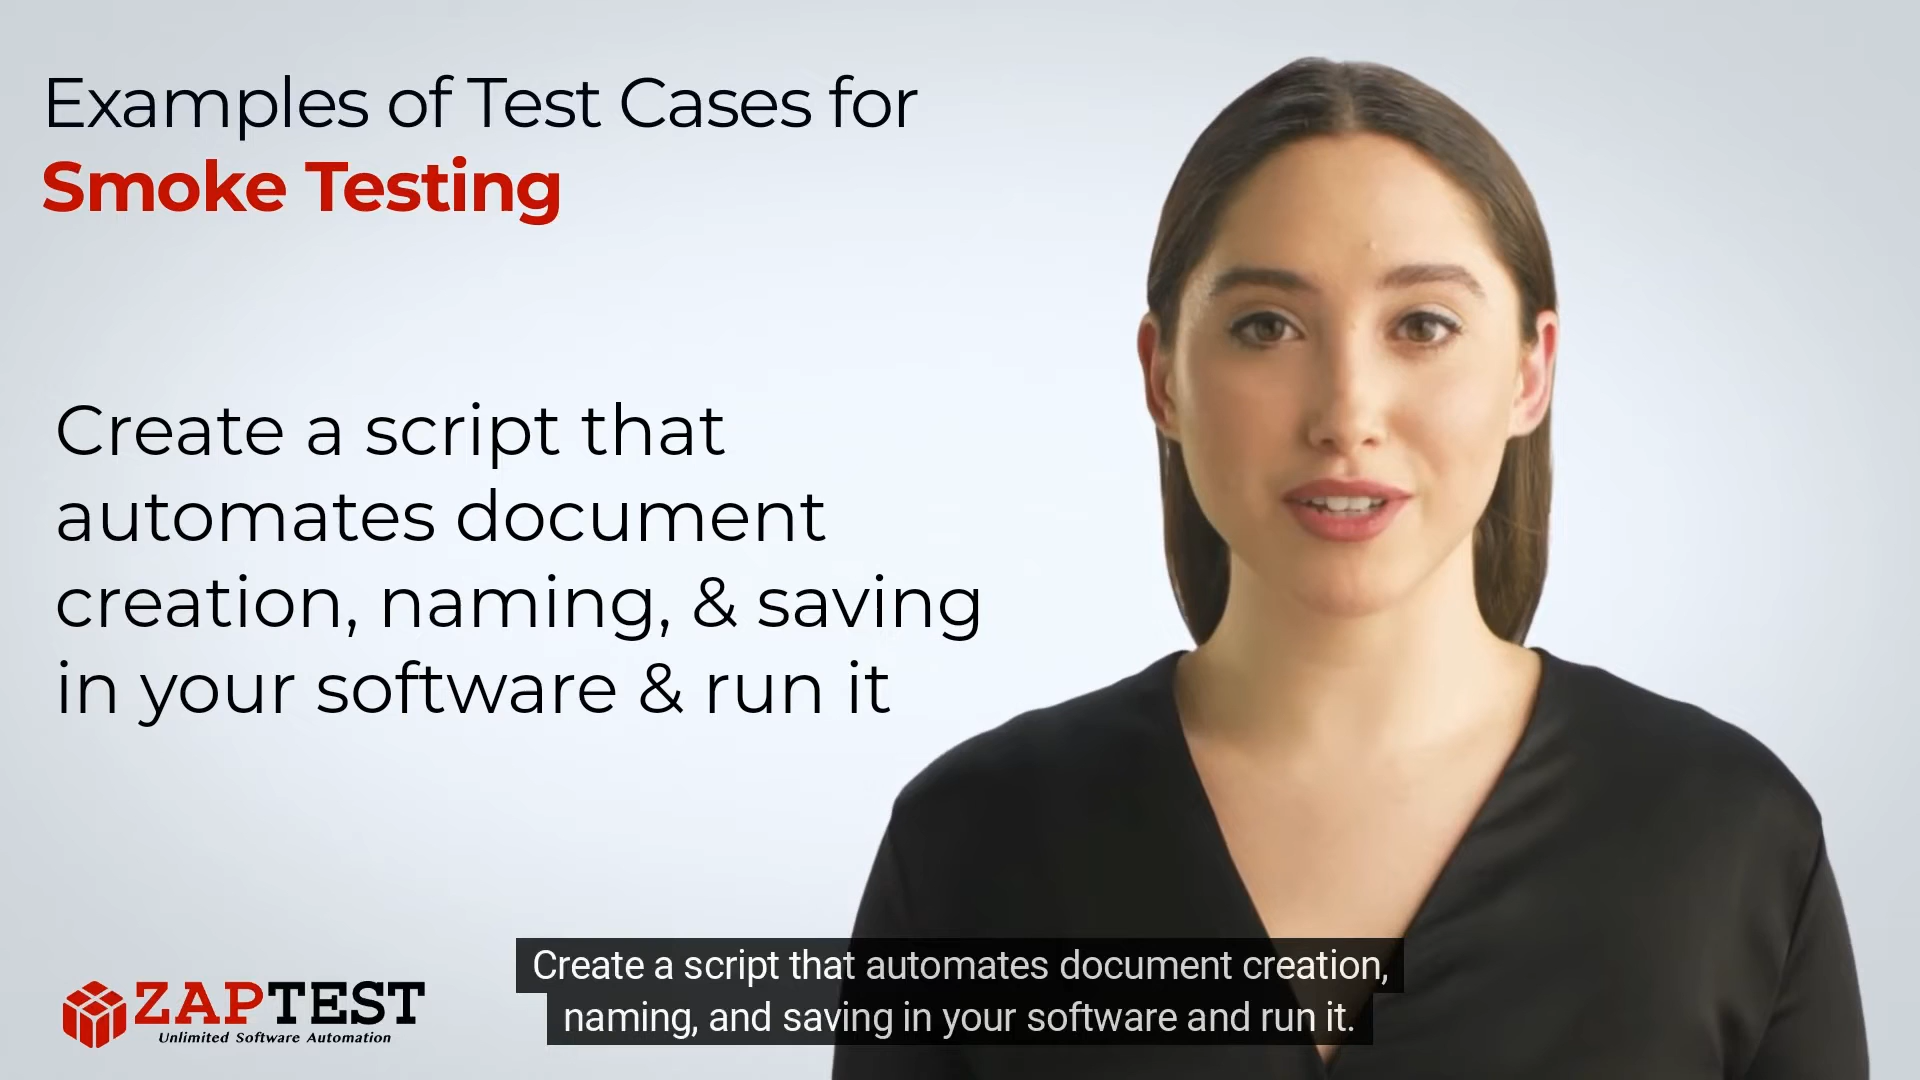 Examples of Test Cases for
Smoke Testing
Create a script that
automates document
creation, naming, & saving
in your software & run it
ZAPTEST
Unlimited Software Automation
Create a script that automates document creation,
naming, and saving in your software and run it.